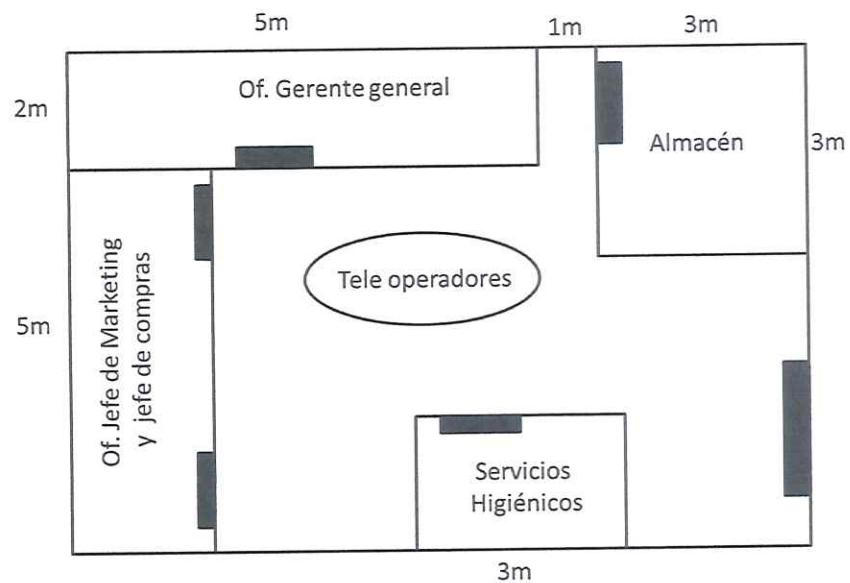 5m
1m
3m
2m
Of. Gerente general
Almacén
3m
Of. Jefe de Marketing
y jefe de compras
5m
Tele operadores
Servicios
Higiénicos
3m